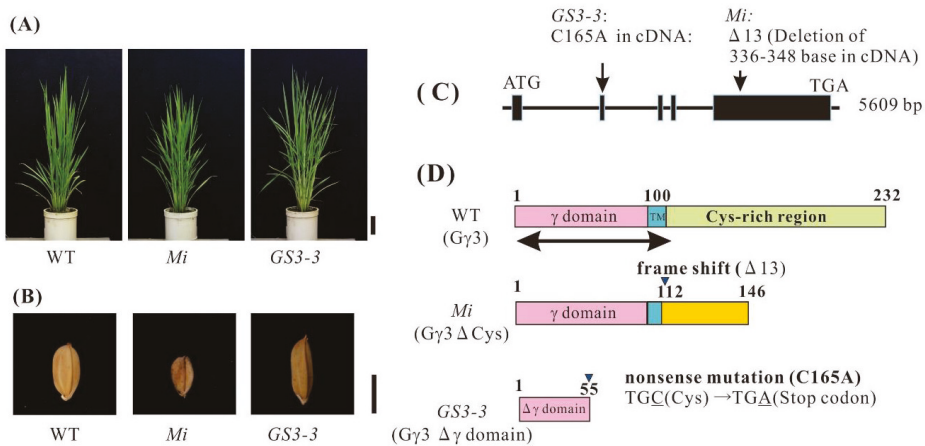 (A)
WT
Mi
GS3-3
(B)
WT
Mi
GS3-3
GS3-3:
C165A in cDNA:
Mi:
Δ13 (Deletion of
336-348 base in cDNA)
(C)
ATG
TGA
5609 bp
(D)
1 100 232
WT
(Gγ3)
γ domain
TM
Cys-rich region
frame shift (Δ13)
1 112 146
Mi
(Gγ3 Δ Cys)
γ domain
1 55
GS3-3
(Gγ3 Δγ domain)
Δγ domain
nonsense mutation (C165A)
TGC(Cys) →TGA(Stop codon)